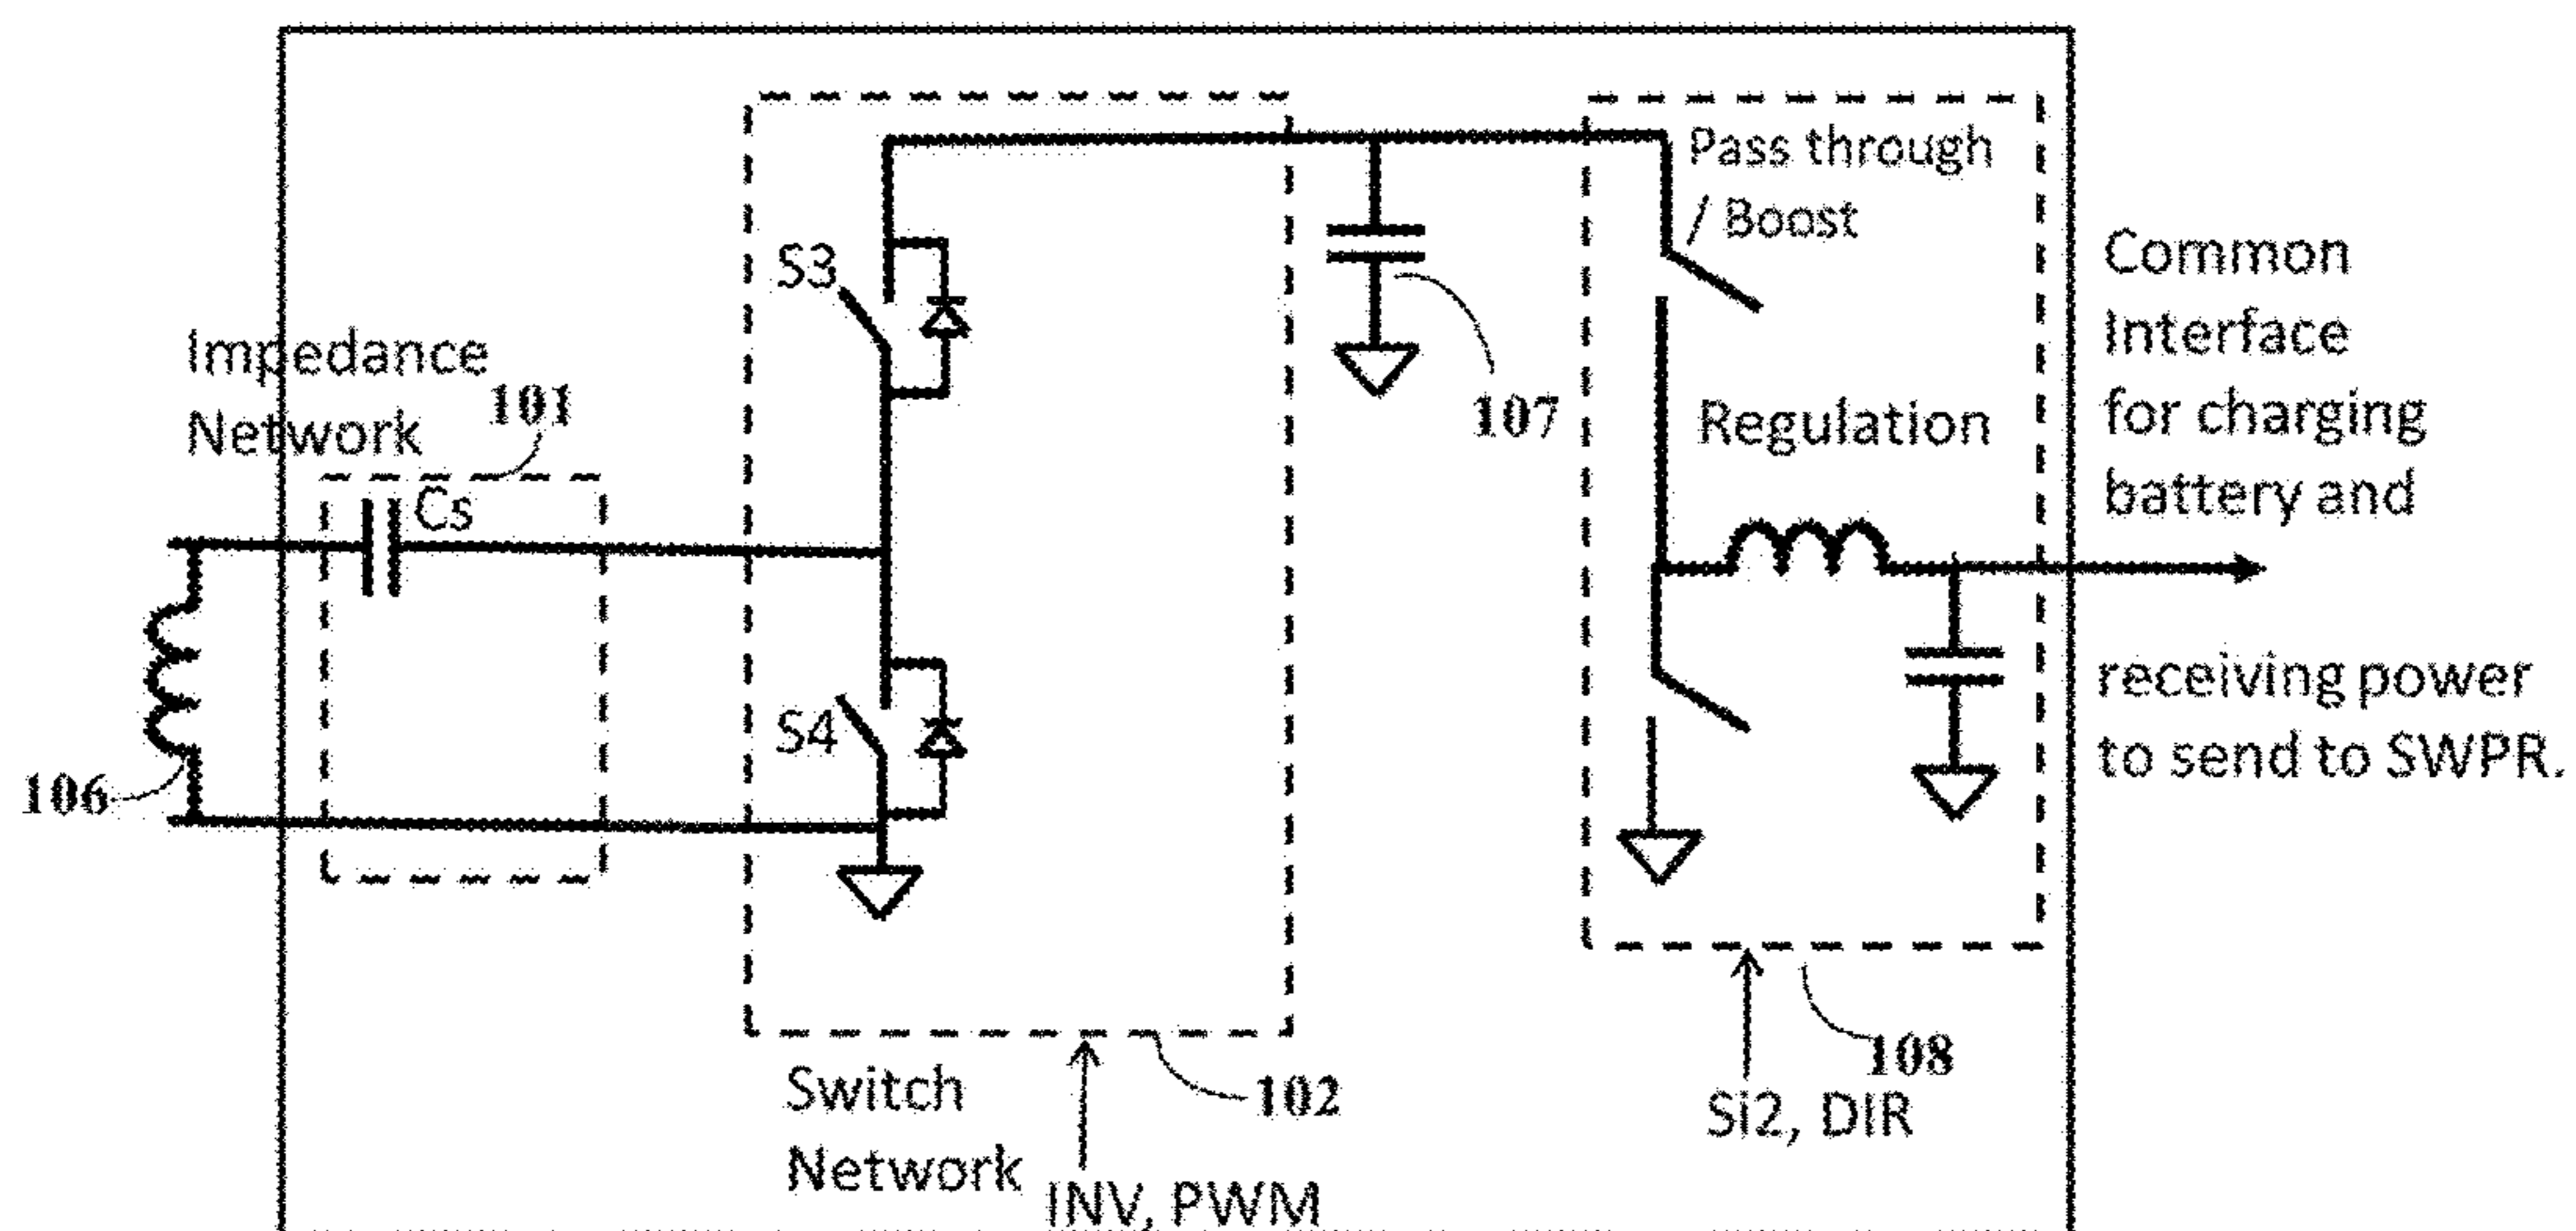 Pass through
/ Boost
S3
Common
Interface
for charging
battery and
Impedance
Network
101
107
Regulation
Cs
receiving power
to send to SWPR.
S4
106
108
Switch
Network
102
Si2, DIR
INV, PWM